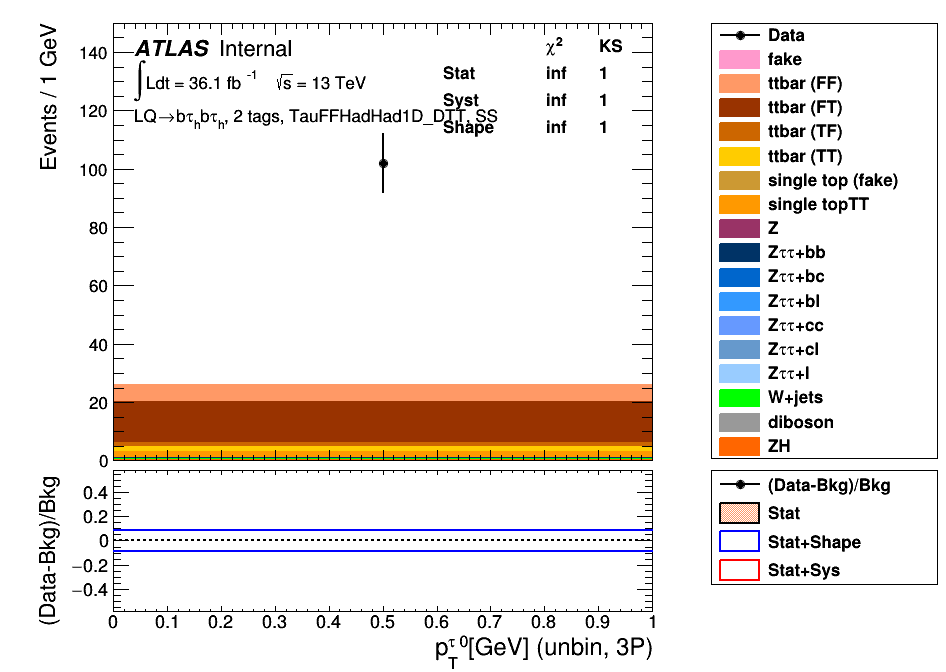 Events / 1 GeV
140
120
100
80
60
40
20
0
ATLAS Internal
∫Ldt = 36.1 fb⁻¹ √s = 13 TeV
LQ→bτₕbτₕ, 2 tags, TauFFHadHad1D_DTT, SS
χ² KS
Stat inf 1
Syst inf 1
Shape inf 1
Data
fake
ttbar (FF)
ttbar (FT)
ttbar (TF)
ttbar (TT)
single top (fake)
single topTT
Z
Zττ+bb
Zττ+bc
Zττ+bl
Zττ+cc
Zττ+cl
Zττ+l
W+jets
diboson
ZH
(Data-Bkg)/Bkg
0.4
0.2
0
−0.2
−0.4
0 0.1 0.2 0.3 0.4 0.5 0.6 0.7 0.8 0.9 1
p_T^τ 0[GeV] (unbin, 3P)
(Data-Bkg)/Bkg
Stat
Stat+Shape
Stat+Sys